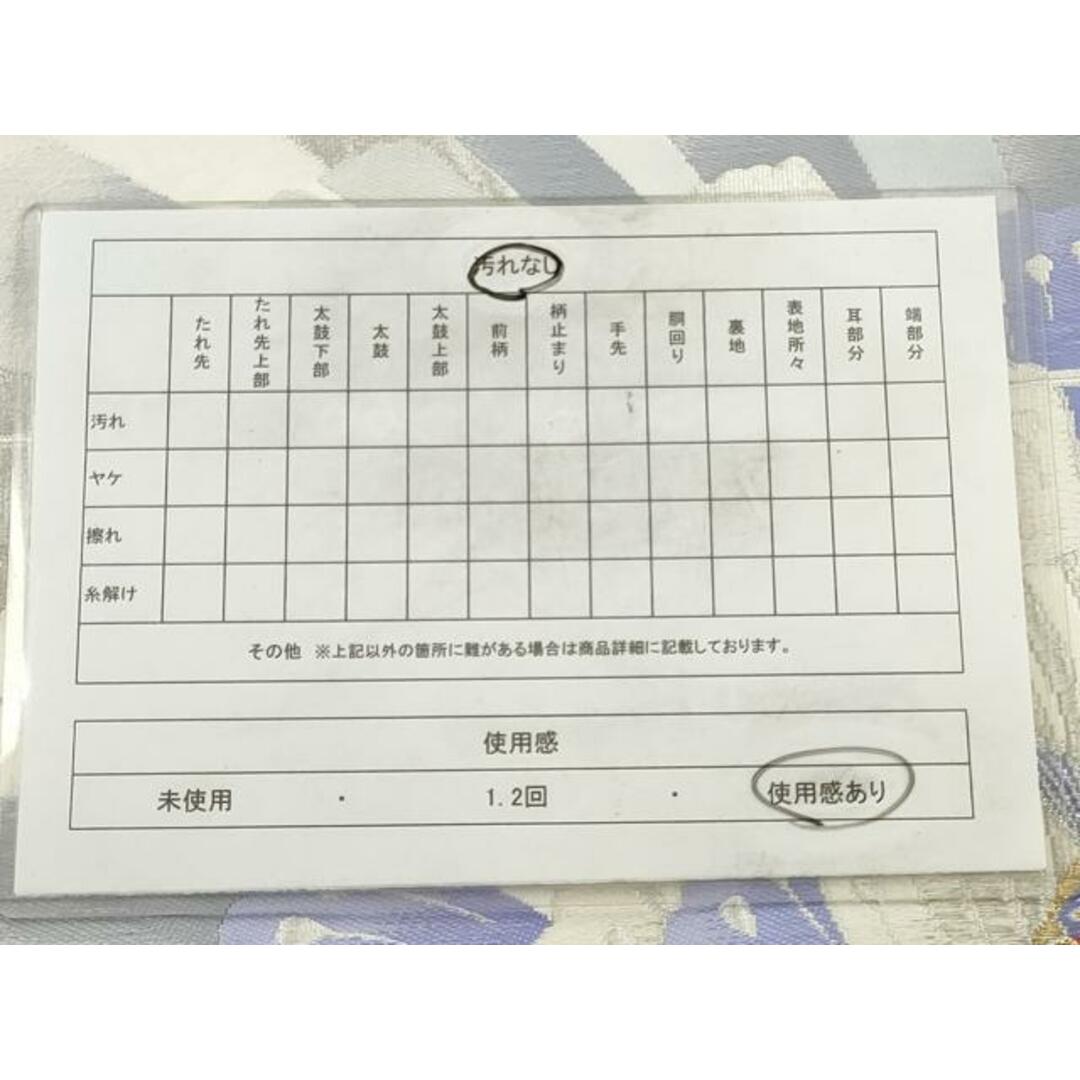 汚れなし
たれ先 たれ先上部 太鼓下部 太鼓 太鼓上部 前柄 柄止まり 手先 胴回り 裏地 表地所々 耳部分 端部分
汚れ
ヤケ
擦れ
糸解け
その他 ※上記以外の箇所に難がある場合は商品詳細に記載しております。
使用感
未使用 ・ 1.2回 ・ 使用感あり